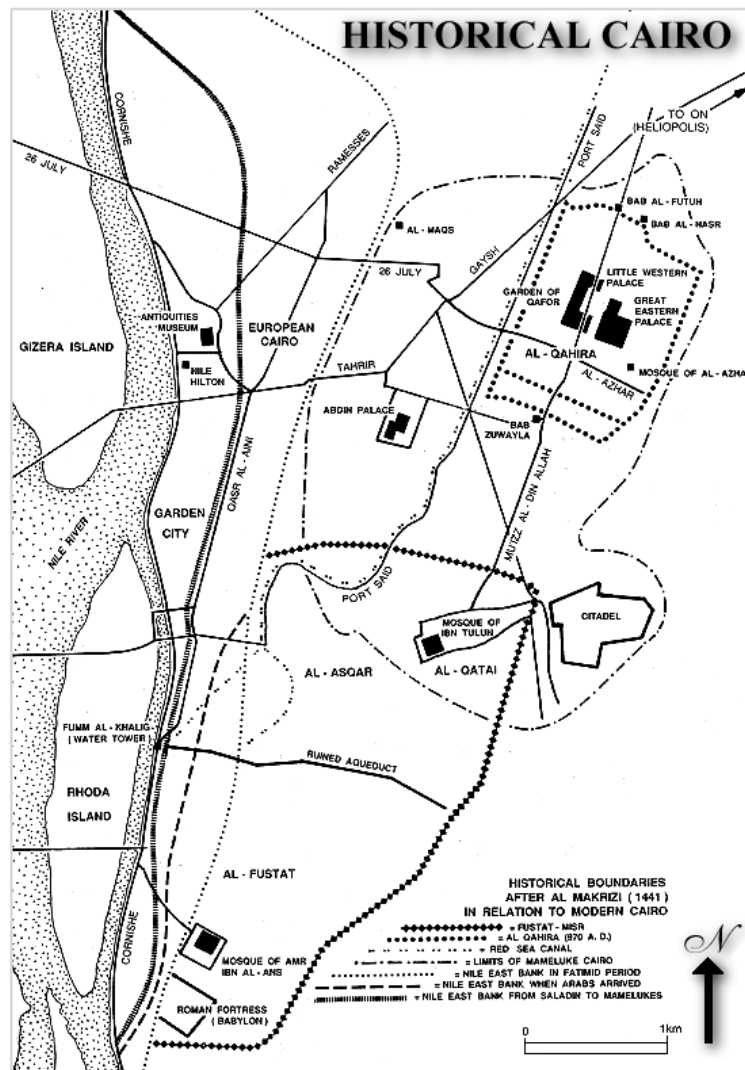 HISTORICAL CAIRO
CORNISHE
26 JULY
RAMESSES
PORT SAID
TO ON
(HELIOPOLIS)
BAB AL-FUTUH
BAB AL-NASR
AL-MAQS
26 JULY
GAYSH
GARDEN OF
QAFOR
LITTLE WESTERN
PALACE
GREAT
EASTERN
PALACE
ANTIQUITIES
MUSEUM
EUROPEAN
CAIRO
GIZERA ISLAND
NILE
HILTON
TAHRIR
AL-QAHIRA
AL-AZHAR
MOSQUE OF AL-AZHA
ABDIN PALACE
BAB
ZUWAYLA
QASR AL-AINI
MU'IZZ AL-DIN ALLAH
GARDEN
CITY
NILE RIVER
PORT SAID
MOSQUE OF
IBN TULUN
CITADEL
AL-ASQAR
AL-QATAI
FUMM AL-KHALIG
(WATER TOWER)
RUINED AQUEDUCT
RHODA
ISLAND
AL-FUSTAT
CORNISHE
MOSQUE OF AMR
IBN AL-ANS
ROMAN FORTRESS
(BABYLON)
HISTORICAL BOUNDARIES
AFTER AL MAKRIZI (1441)
IN RELATION TO MODERN CAIRO
= FUSTAT-MISR
= AL QAHIRA (970 A.D.)
= RED SEA CANAL
= LIMITS OF MAMELUKE CAIRO
= NILE EAST BANK IN FATIMID PERIOD
= NILE EAST BANK WHEN ARABS ARRIVED
= NILE EAST BANK FROM SALADIN TO MAMELUKES
N
0 1km